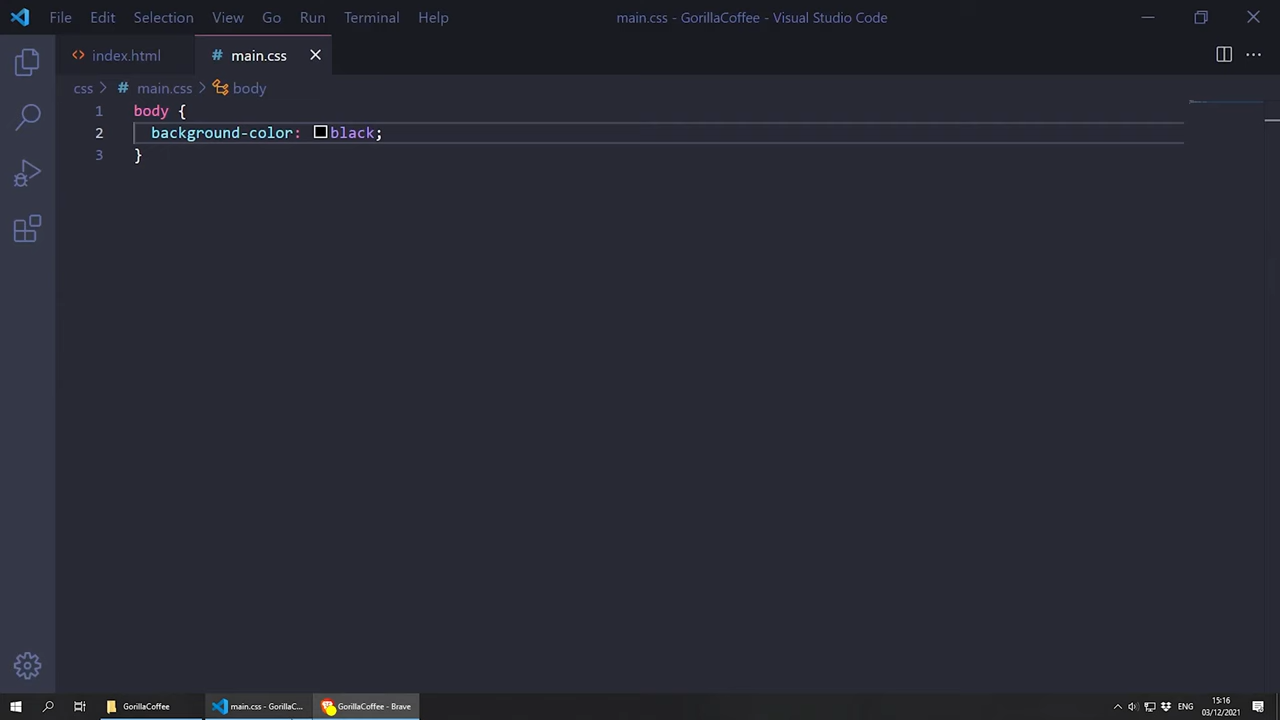 File Edit Selection View Go Run Terminal Help main.css - GorillaCoffee - Visual Studio Code
index.html # main.css
css > # main.css > body
1 body {
2 background-color: black;
3 }
GorillaCoffee main.css - GorillaC... GorillaCoffee - Brave ENG 15:16
03/12/2021